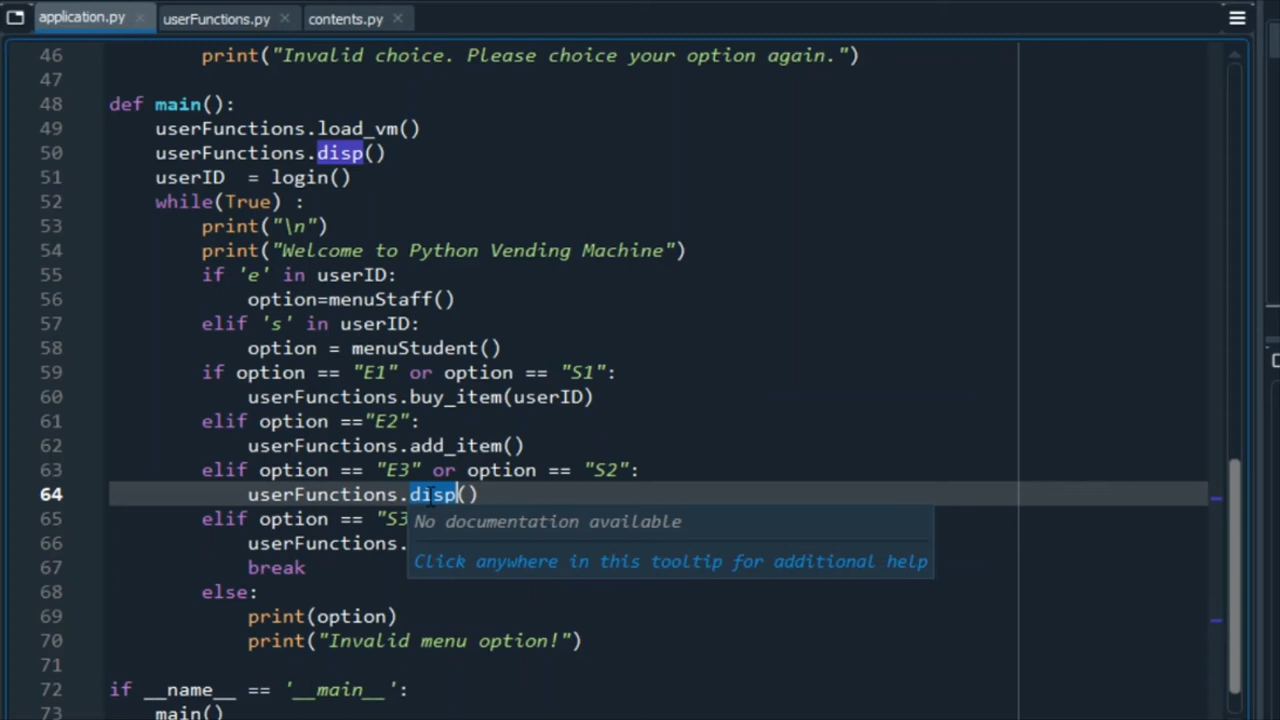 application.py userFunctions.py contents.py
46 print("Invalid choice. Please choice your option again.")
47
48 def main():
49 userFunctions.load_vm()
50 userFunctions.disp()
51 userID  = login()
52 while(True) :
53 print("\n")
54 print("Welcome to Python Vending Machine")
55 if 'e' in userID:
56 option=menuStaff()
57 elif 's' in userID:
58 option = menuStudent()
59 if option == "E1" or option == "S1":
60 userFunctions.buy_item(userID)
61 elif option =="E2":
62 userFunctions.add_item()
63 elif option == "E3" or option == "S2":
64 userFunctions.disp()
65 elif option == "S3
No documentation available
66 userFunctions.
Click anywhere in this tooltip for additional help
67 break
68 else:
69 print(option)
70 print("Invalid menu option!")
71
72 if __name__ == '__main__':
73 main()